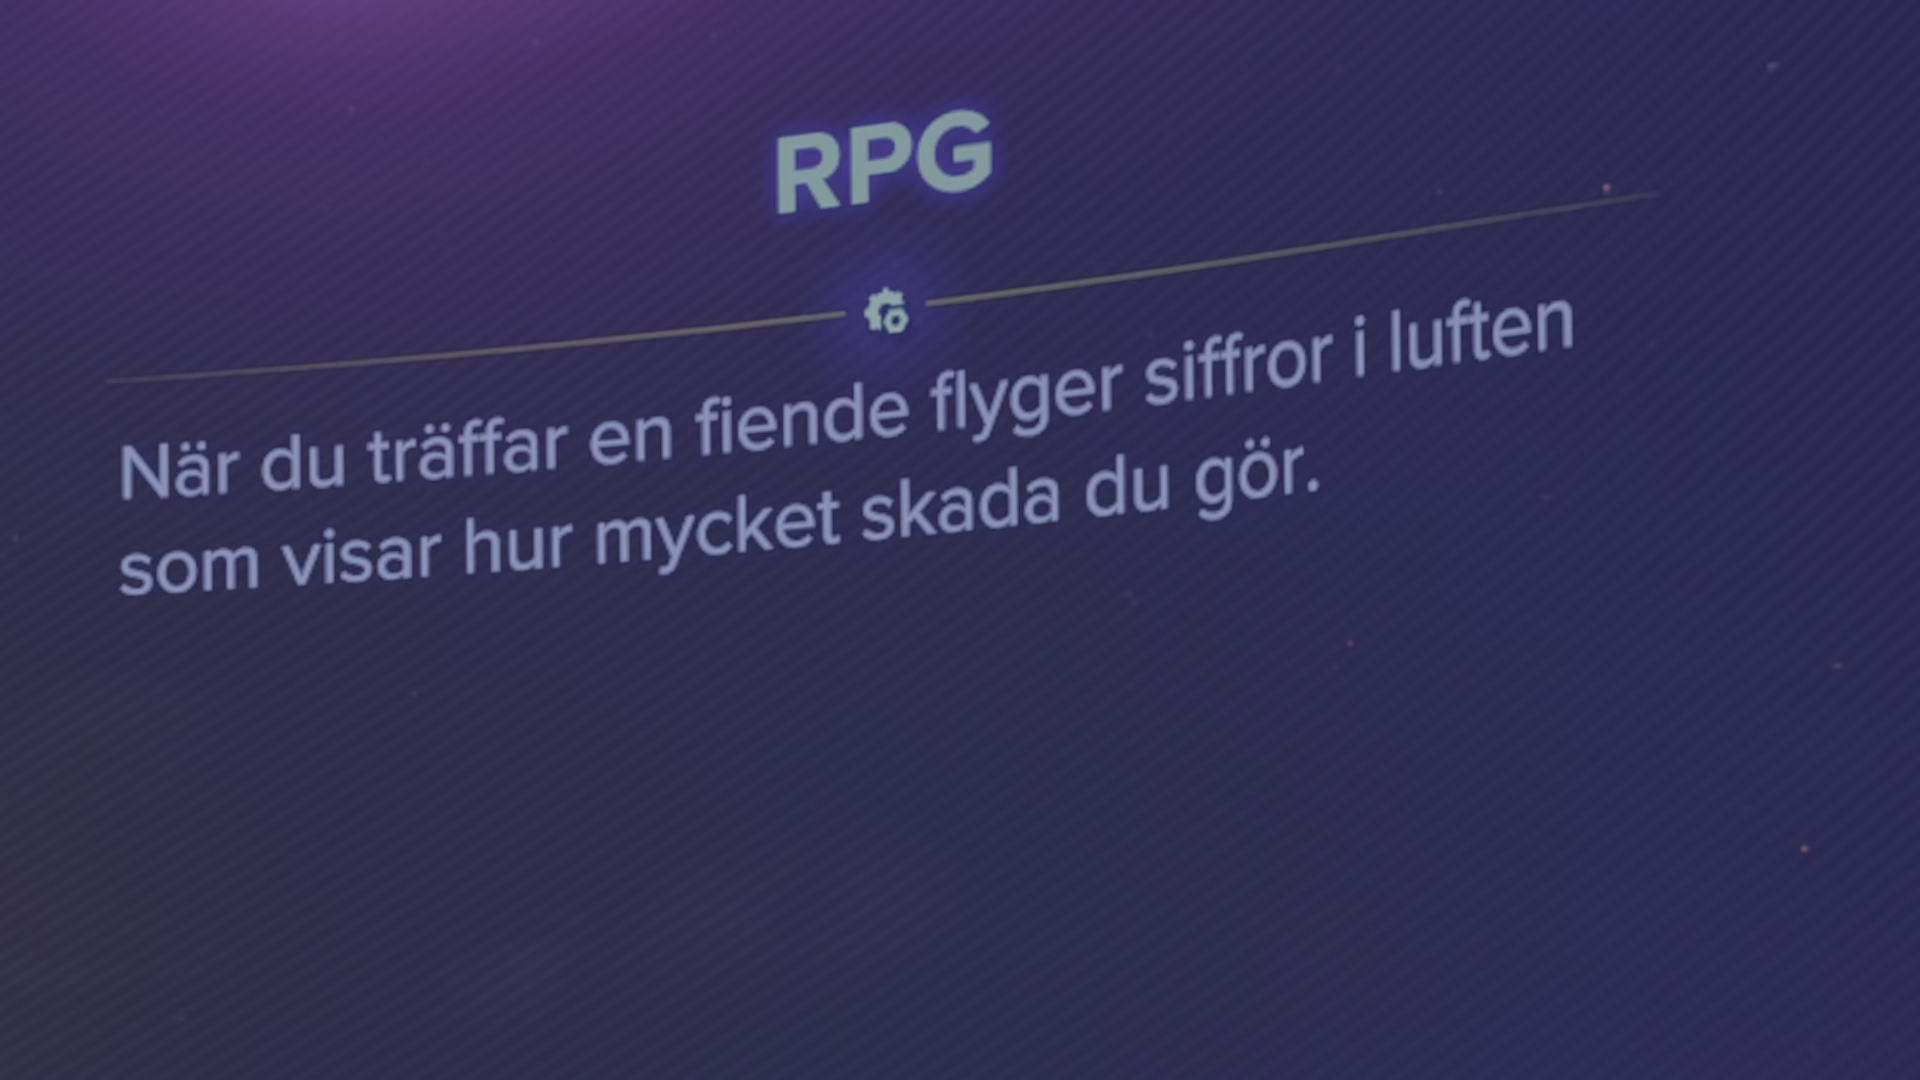 RPG
När du träffar en fiende flyger siffror i luften
som visar hur mycket skada du gör.